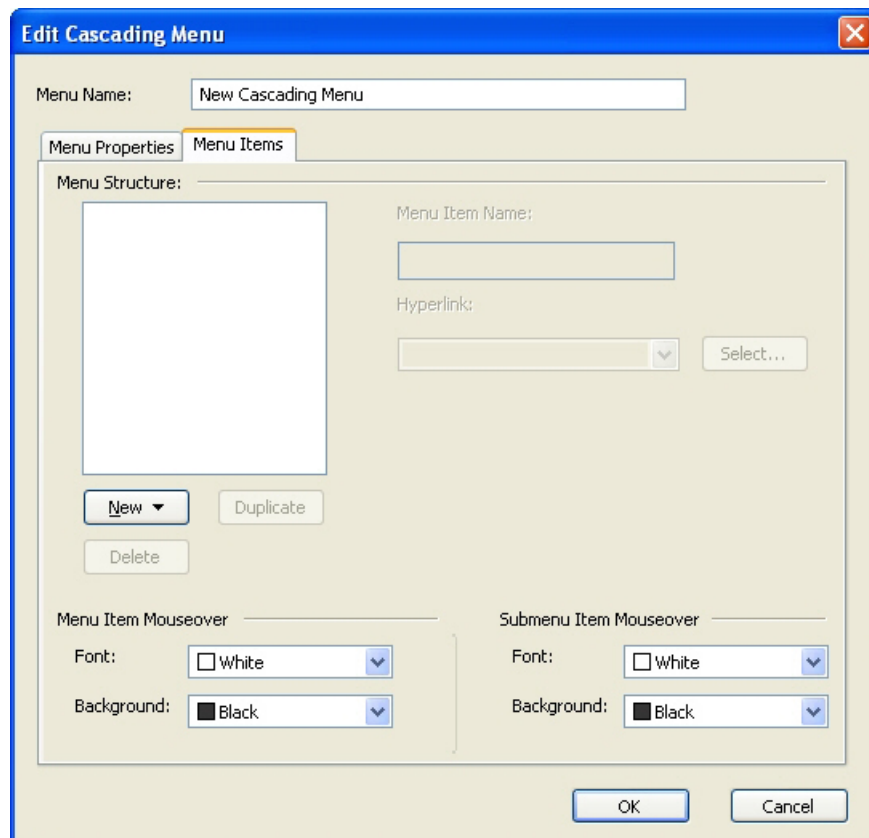 Edit Cascading Menu
Menu Name: New Cascading Menu
Menu Properties Menu Items
Menu Structure:
Menu Item Name:
Hyperlink:
Select...
New Duplicate
Delete
Menu Item Mouseover Submenu Item Mouseover
Font: White Font: White
Background: Black Background: Black
OK Cancel